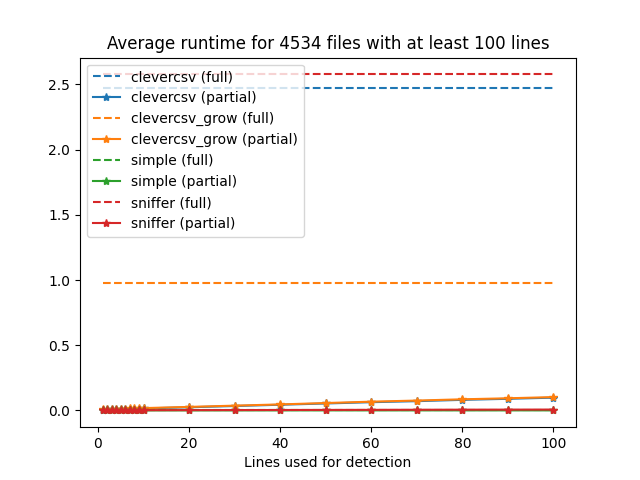 Average runtime for 4534 files with at least 100 lines
clevercsv (full)
clevercsv (partial)
clevercsv_grow (full)
clevercsv_grow (partial)
simple (full)
simple (partial)
sniffer (full)
sniffer (partial)
2.5
2.0
1.5
1.0
0.5
0.0
0 20 40 60 80 100
Lines used for detection